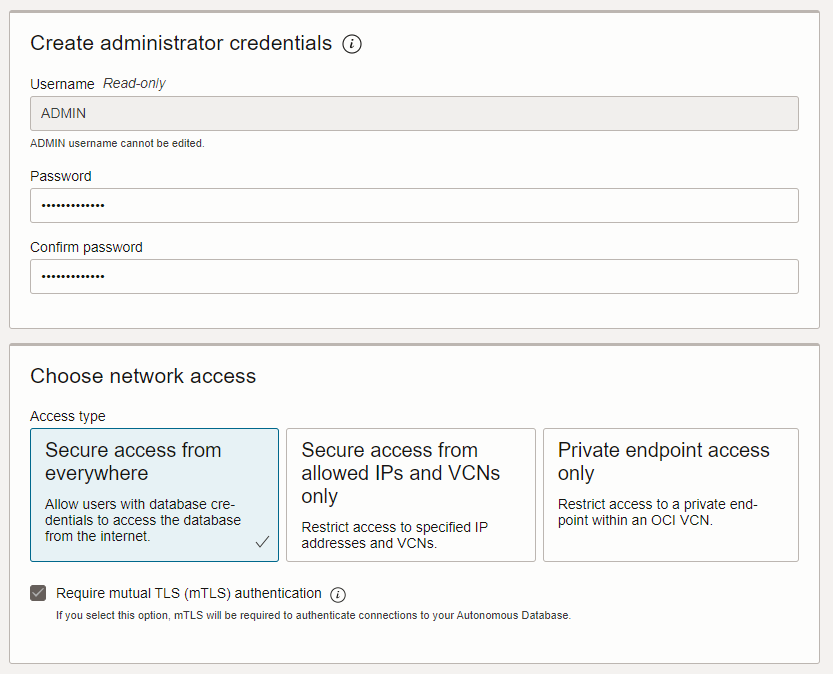 Create administrator credentials
Username Read-only
ADMIN
ADMIN username cannot be edited.
Password
•••••••••••••
Confirm password
•••••••••••••
Choose network access
Access type
Secure access from
everywhere
Allow users with database cre-
dentials to access the database
from the internet.
Secure access from
allowed IPs and VCNs
only
Restrict access to specified IP
addresses and VCNs.
Private endpoint access
only
Restrict access to a private end-
point within an OCI VCN.
Require mutual TLS (mTLS) authentication
If you select this option, mTLS will be required to authenticate connections to your Autonomous Database.